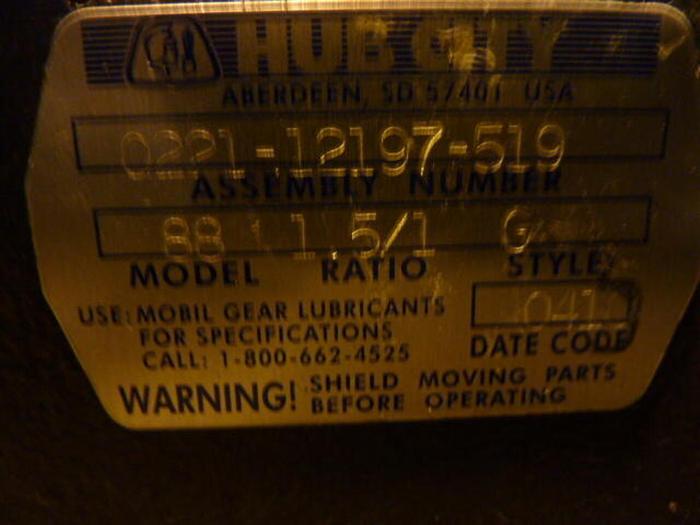 HUB CITY
ABERDEEN, SD 57401 USA
0221-12197-519
ASSEMBLY NUMBER
88 1.5/1 G
MODEL RATIO STYLE
USE: MOBIL GEAR LUBRICANTS
FOR SPECIFICATIONS
CALL: 1-800-662-4525
041
DATE CODE
WARNING! SHIELD MOVING PARTS
BEFORE OPERATING